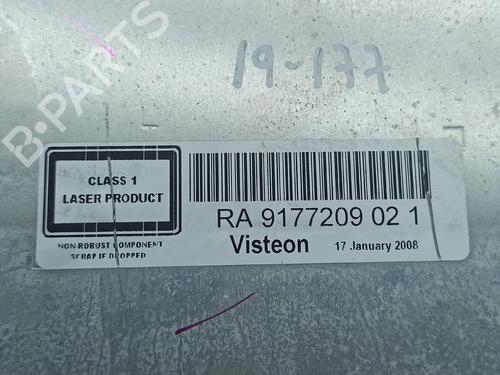 B-PARTS
19-177
CLASS 1
LASER PRODUCT
NON-ROBUST COMPONENT
SCRAP IF DROPPED
RA 9177209 02 1
Visteon 17 January 2008